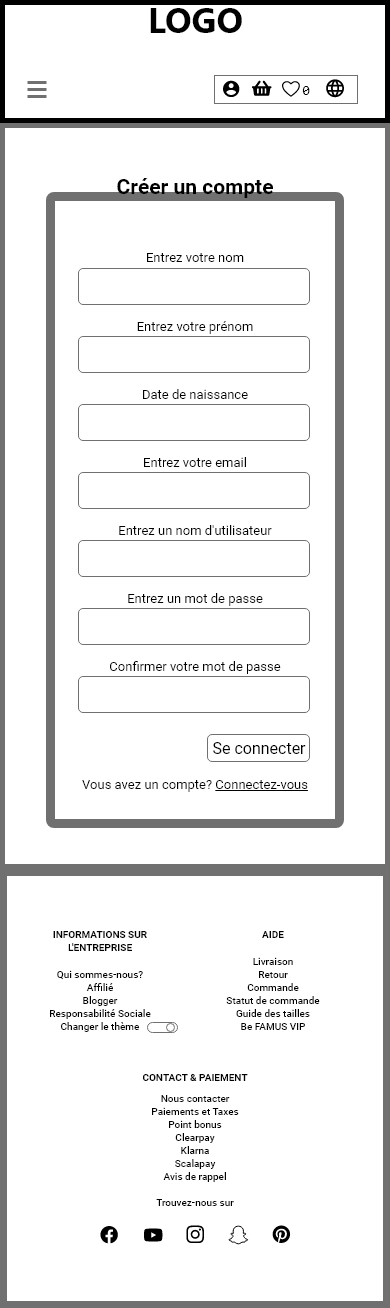 LOGO
0
Créer un compte
Entrez votre nom
Entrez votre prénom
Date de naissance
Entrez votre email
Entrez un nom d'utilisateur
Entrez un mot de passe
Confirmer votre mot de passe
Se connecter
Vous avez un compte? Connectez-vous
INFORMATIONS SUR
L'ENTREPRISE
Qui sommes-nous?
Affilié
Blogger
Responsabilité Sociale
Changer le thème
AIDE
Livraison
Retour
Commande
Statut de commande
Guide des tailles
Be FAMUS VIP
CONTACT & PAIEMENT
Nous contacter
Paiements et Taxes
Point bonus
Clearpay
Klarna
Scalapay
Avis de rappel
Trouvez-nous sur